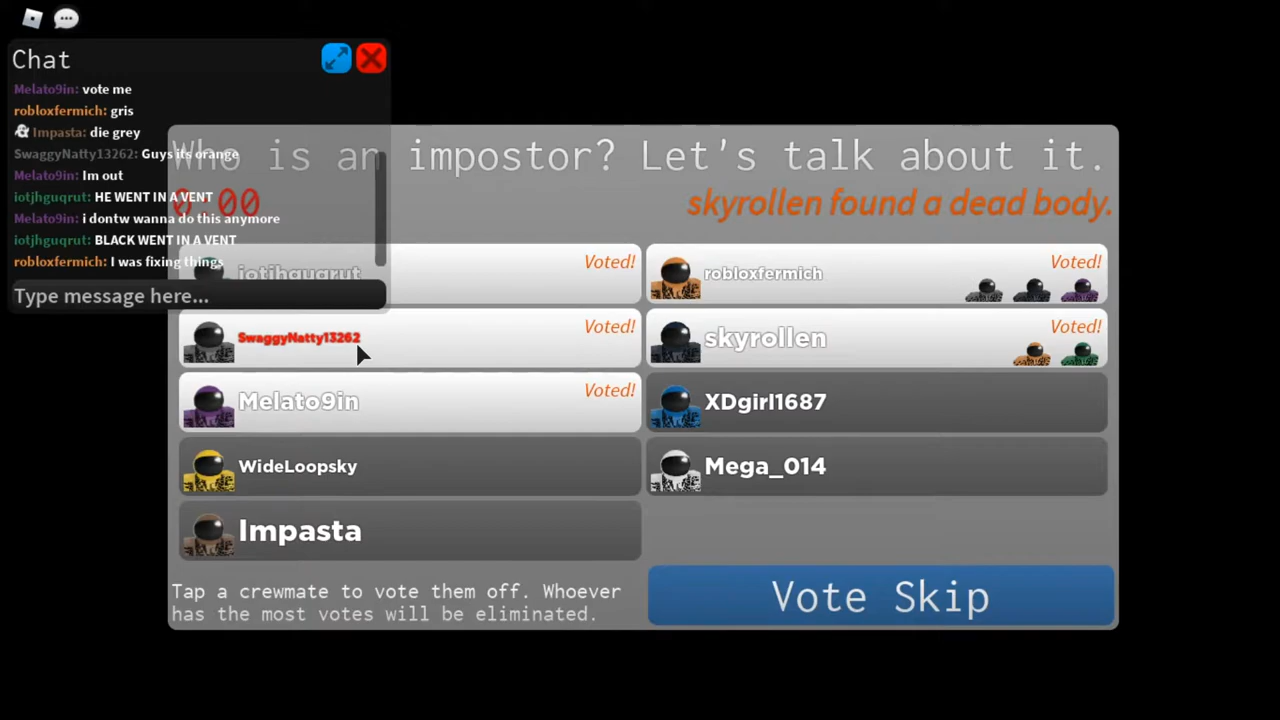 Chat
Melato9in: vote me
robloxfermich: gris
Impasta: die grey
SwaggyNatty13262: Guys its orange
Melato9in: Im out
iotjhguqrut: HE WENT IN A VENT
Melato9in: i dontw wanna do this anymore
iotjhguqrut: BLACK WENT IN A VENT
robloxfermich: I was fixing things
Type message here...
Who is an impostor? Let's talk about it.
0:00
skyrollen found a dead body.
iotjhguqrut Voted!
robloxfermich Voted!
SwaggyNatty13262 Voted!
skyrollen Voted!
Melato9in Voted!
XDgirl1687
WideLoopsky
Mega_014
Impasta
Tap a crewmate to vote them off. Whoever
has the most votes will be eliminated.
Vote Skip